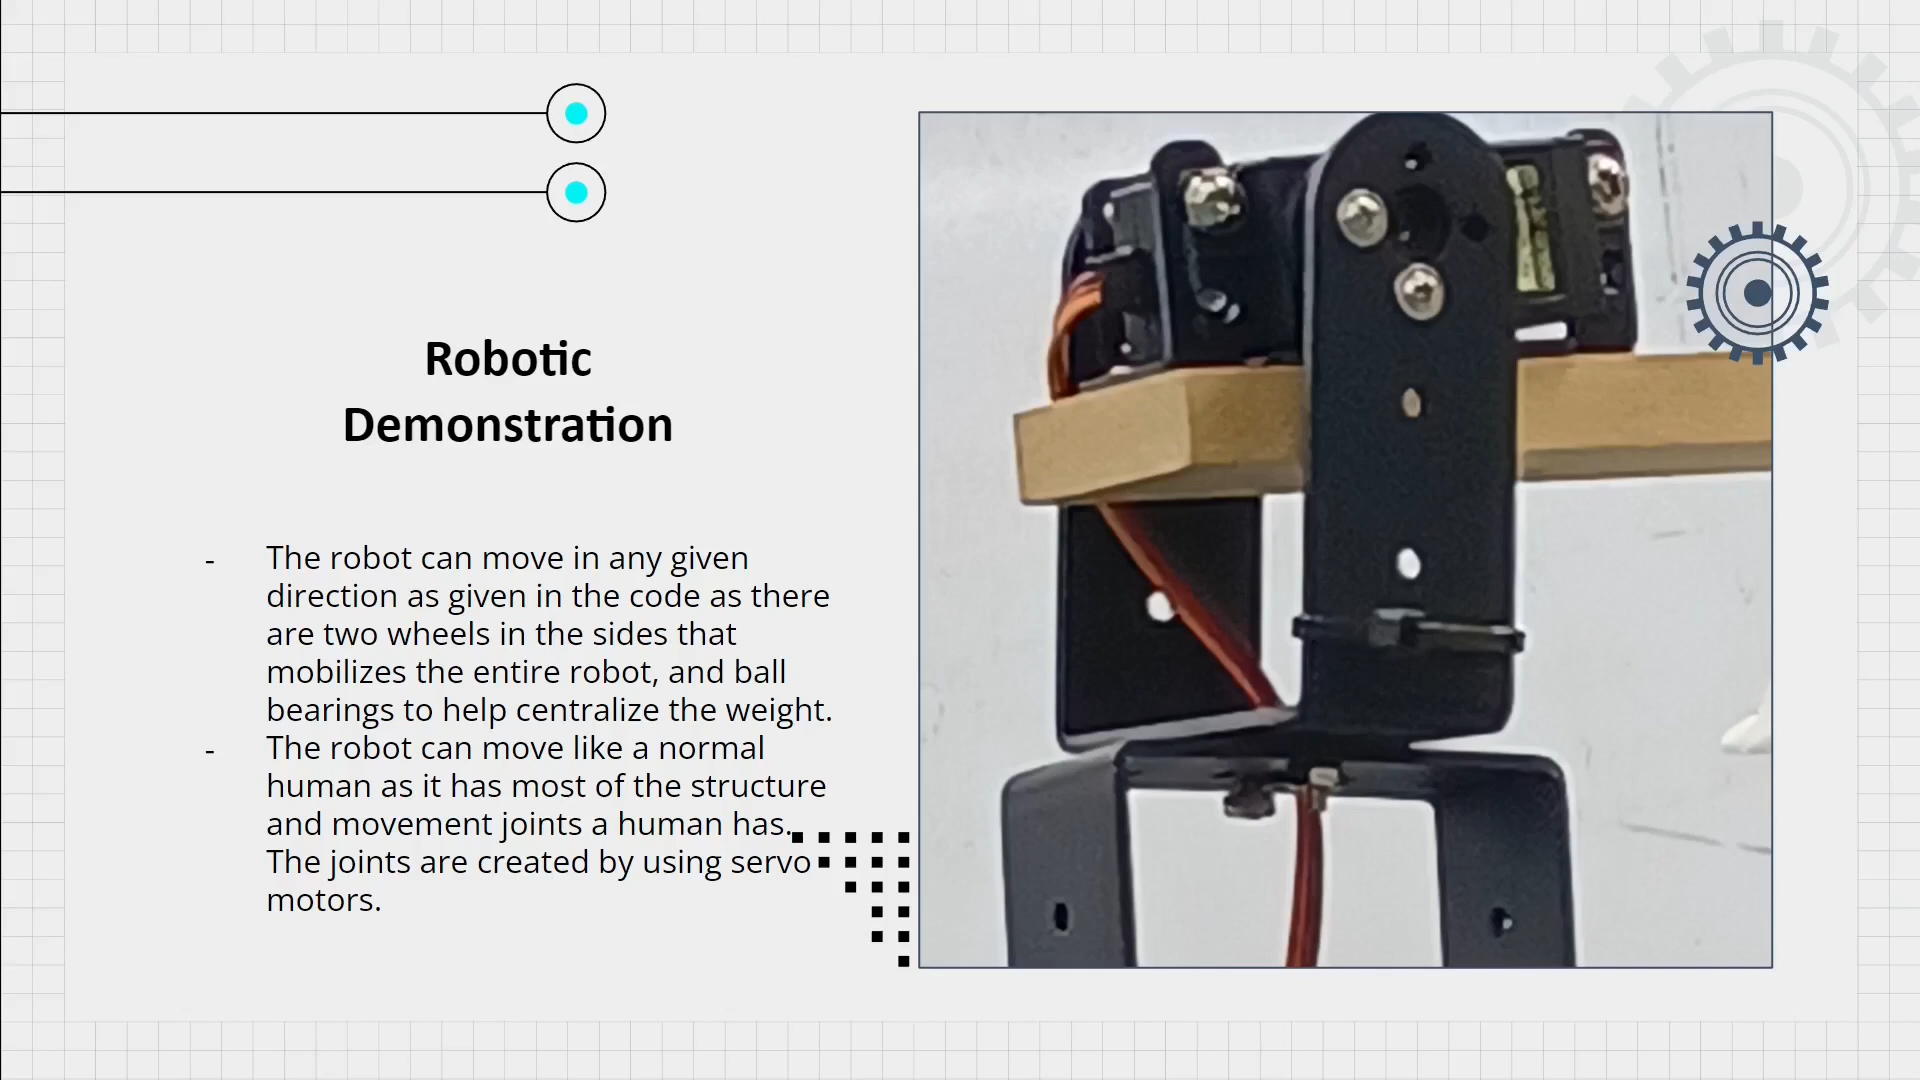 Robotic
Demonstration
- The robot can move in any given
direction as given in the code as there
are two wheels in the sides that
mobilizes the entire robot, and ball
bearings to help centralize the weight.
- The robot can move like a normal
human as it has most of the structure
and movement joints a human has.
The joints are created by using servo
motors.